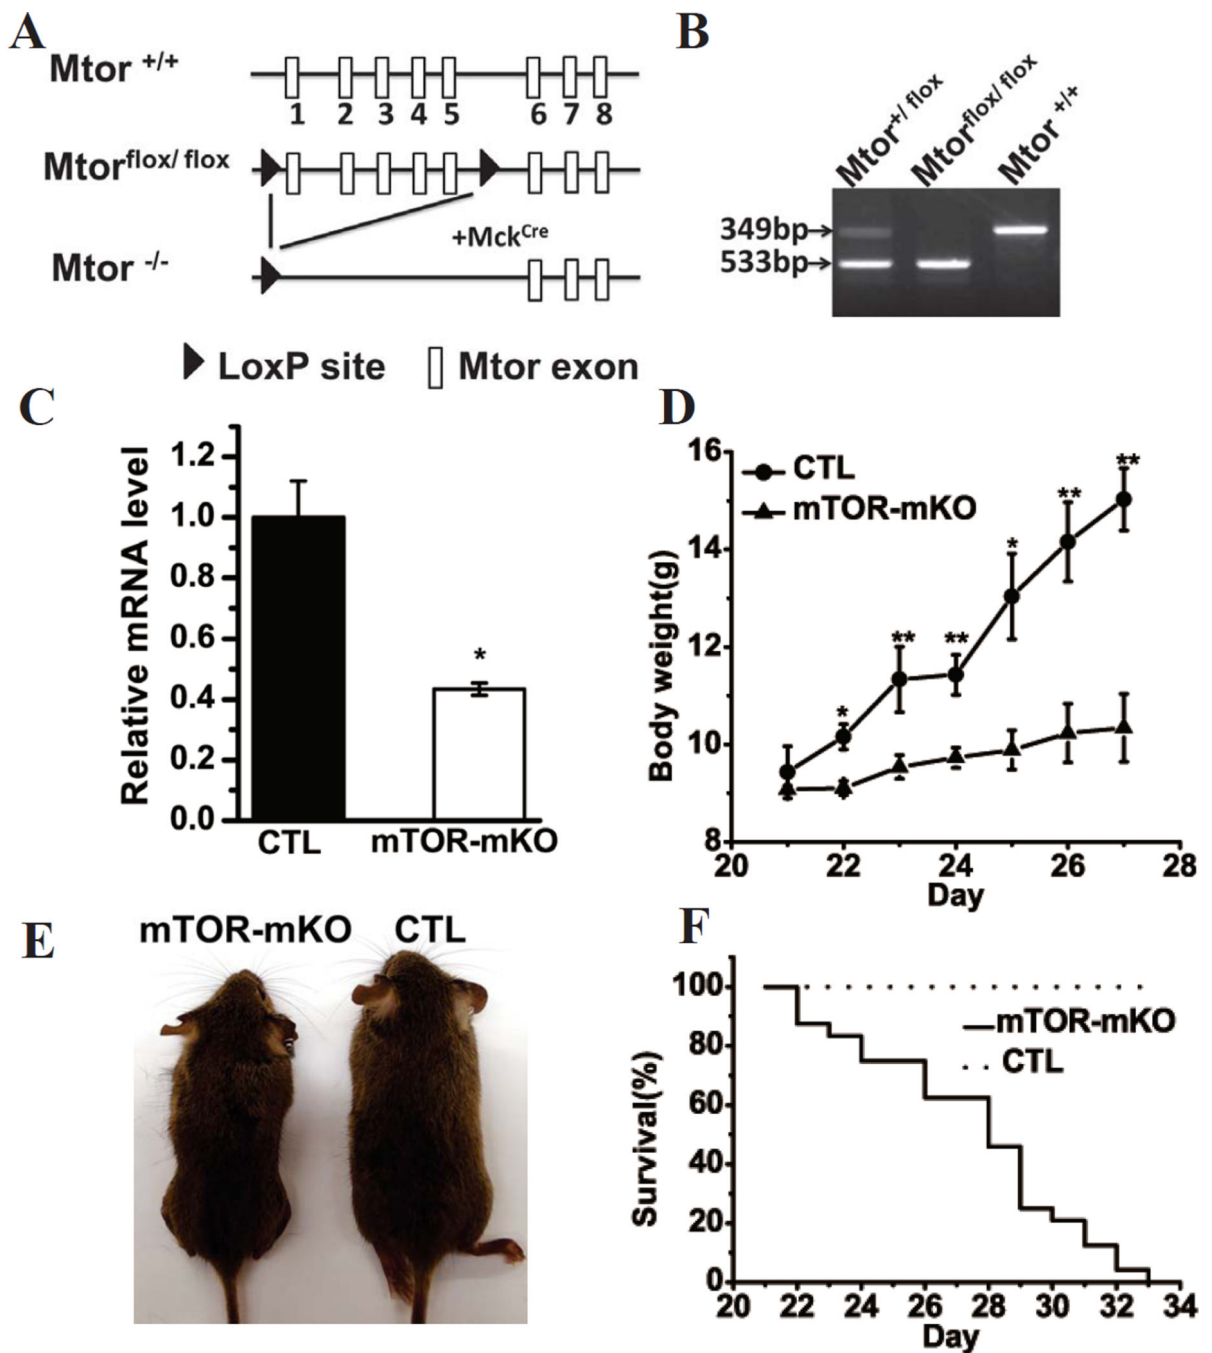 A
Mtor +/+
1 2 3 4 5 6 7 8
Mtorflox/ flox
+MckCre
Mtor -/-
LoxP site
Mtor exon
B
Mtor+/ flox
Mtorflox/ flox
Mtor +/+
349bp
533bp
C
Relative mRNA level
1.2
1.0
0.8
0.6
0.4
0.2
0.0
*
CTL
mTOR-mKO
D
Body weight(g)
16
14
12
10
8
CTL
mTOR-mKO
* ** ** * ** **
20 22 24 26 28
Day
E
mTOR-mKO CTL
F
Survival(%)
100
80
60
40
20
0
mTOR-mKO
CTL
20 22 24 26 28 30 32 34
Day